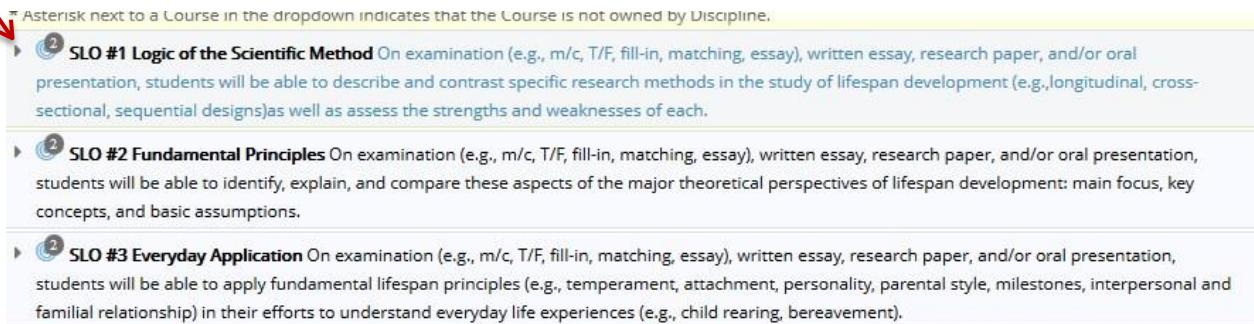 * Asterisk next to a Course in the dropdown indicates that the Course is not owned by Discipline.
2 SLO #1 Logic of the Scientific Method On examination (e.g., m/c, T/F, fill-in, matching, essay), written essay, research paper, and/or oral
presentation, students will be able to describe and contrast specific research methods in the study of lifespan development (e.g.,longitudinal, cross-
sectional, sequential designs)as well as assess the strengths and weaknesses of each.
2 SLO #2 Fundamental Principles On examination (e.g., m/c, T/F, fill-in, matching, essay), written essay, research paper, and/or oral presentation,
students will be able to identify, explain, and compare these aspects of the major theoretical perspectives of lifespan development: main focus, key
concepts, and basic assumptions.
2 SLO #3 Everyday Application On examination (e.g., m/c, T/F, fill-in, matching, essay), written essay, research paper, and/or oral presentation,
students will be able to apply fundamental lifespan principles (e.g., temperament, attachment, personality, parental style, milestones, interpersonal and
familial relationship) in their efforts to understand everyday life experiences (e.g., child rearing, bereavement).